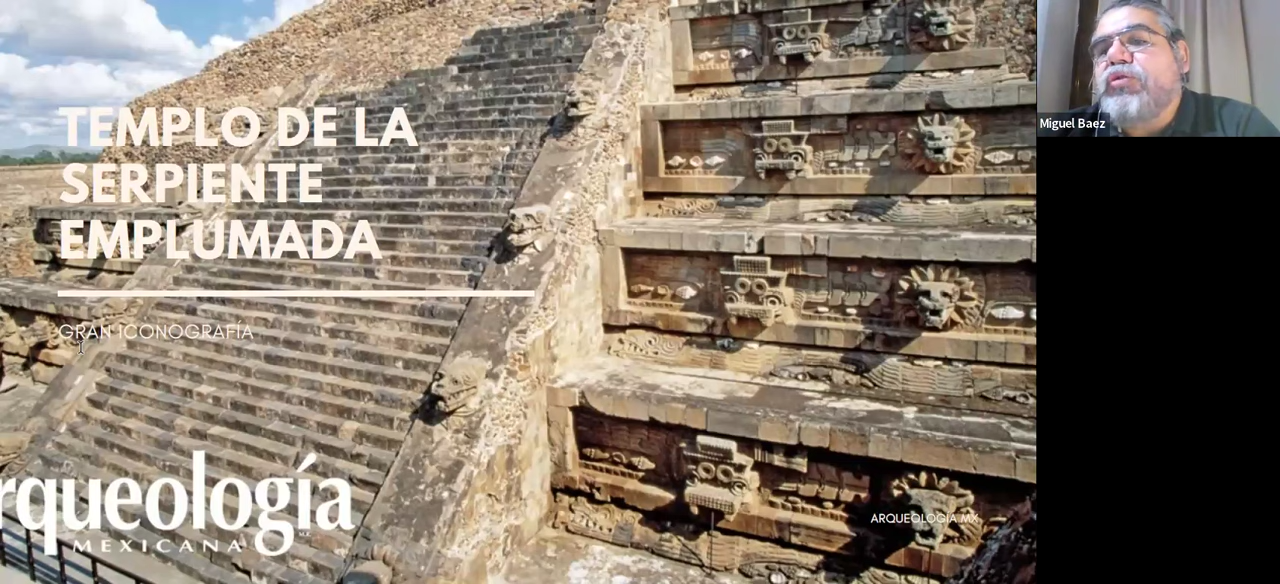 TEMPLO DE LA
SERPIENTE
EMPLUMADA
GRAN ICONOGRAFÍA
rqueología
MEXICANA
ARQUEOLOGIA MX
Miguel Baez